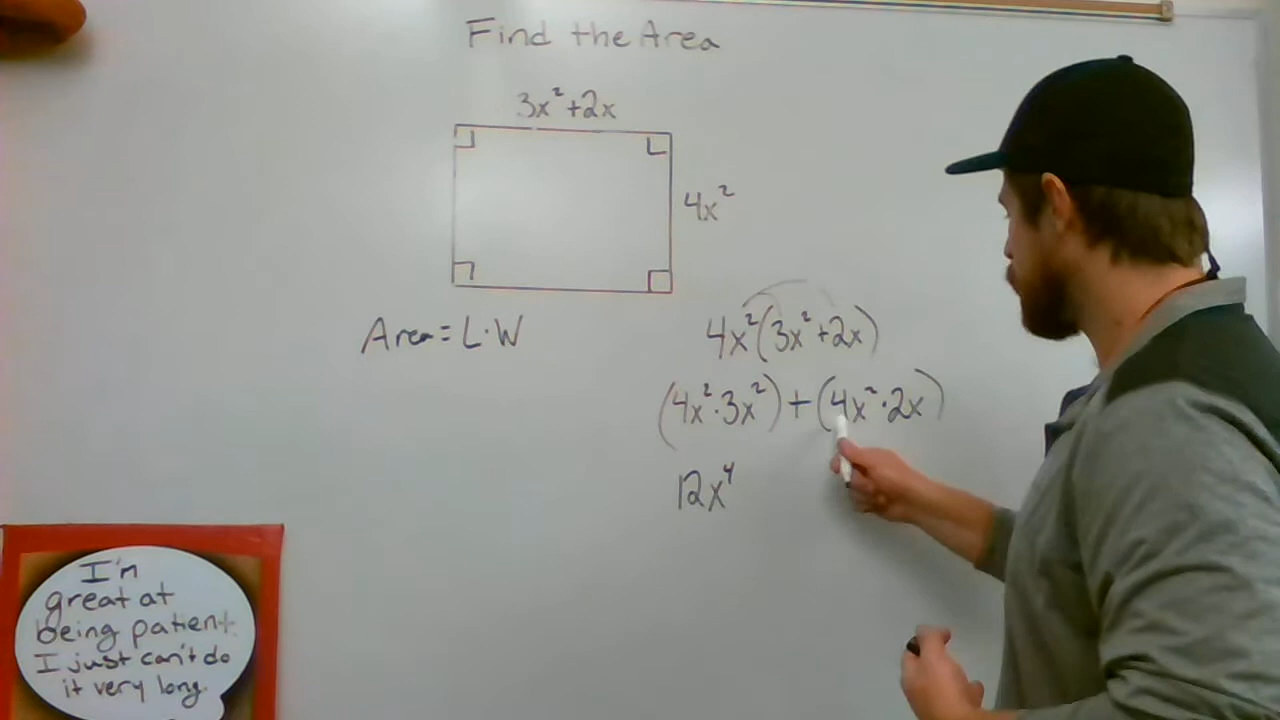 Find the Area
3x²+2x
4x²
Area = L·W
4x²(3x²+2x)
(4x²·3x²)+(4x²·2x)
12x⁴
I'm
great at
being patient
I just can't do
it very long.